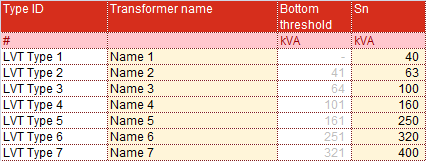 Type ID Transformer name Bottom threshold Sn
# kVA kVA
LVT Type 1 Name 1 - 40
LVT Type 2 Name 2 41 63
LVT Type 3 Name 3 64 100
LVT Type 4 Name 4 101 160
LVT Type 5 Name 5 161 250
LVT Type 6 Name 6 251 320
LVT Type 7 Name 7 321 400